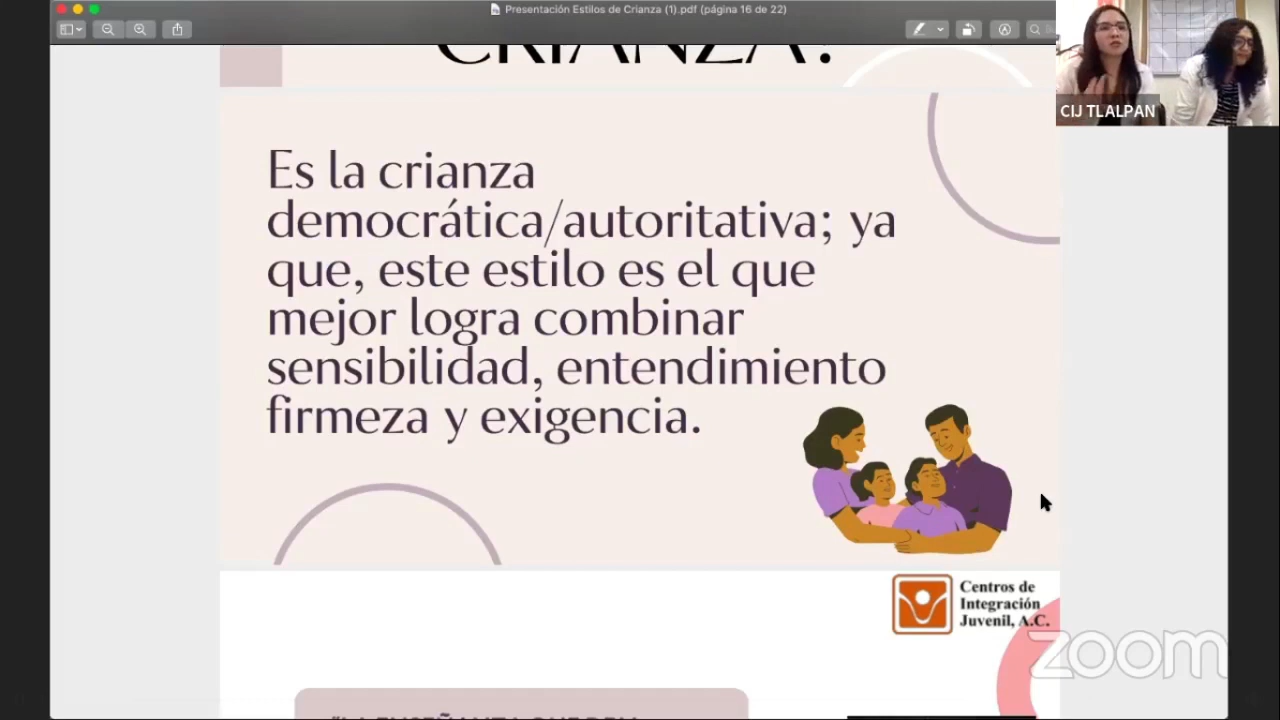 Presentación Estilos de Crianza (1).pdf (página 16 de 22)
CRIANZA?
CIJ TLALPAN
Es la crianza
democrática/autoritativa; ya
que, este estilo es el que
mejor logra combinar
sensibilidad, entendimiento
firmeza y exigencia.
Centros de
Integración
Juvenil, A.C.
zoom